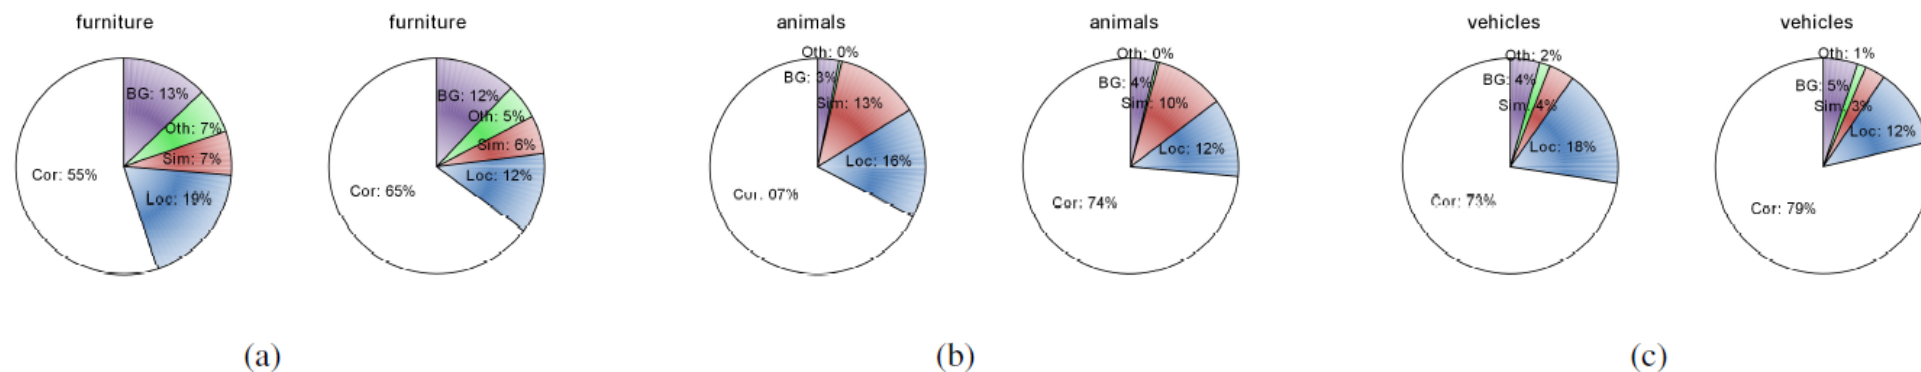 furniture
BG: 13%
Oth: 7%
Sim: 7%
Cor: 55%
Loc: 19%
furniture
BG: 12%
Oth: 5%
Sim: 6%
Loc: 12%
Cor: 65%
(a)
animals
Oth: 0%
BG: 3%
Sim: 13%
Loc: 16%
animals
Oth: 0%
BG: 4%
Sim: 10%
Loc: 12%
Cor: 74%
(b)
vehicles
Oth: 2%
BG: 4%
Sim: 4%
Loc: 18%
Cor: 73%
vehicles
Oth: 1%
BG: 5%
Sim: 3%
Loc: 12%
Cor: 79%
(c)